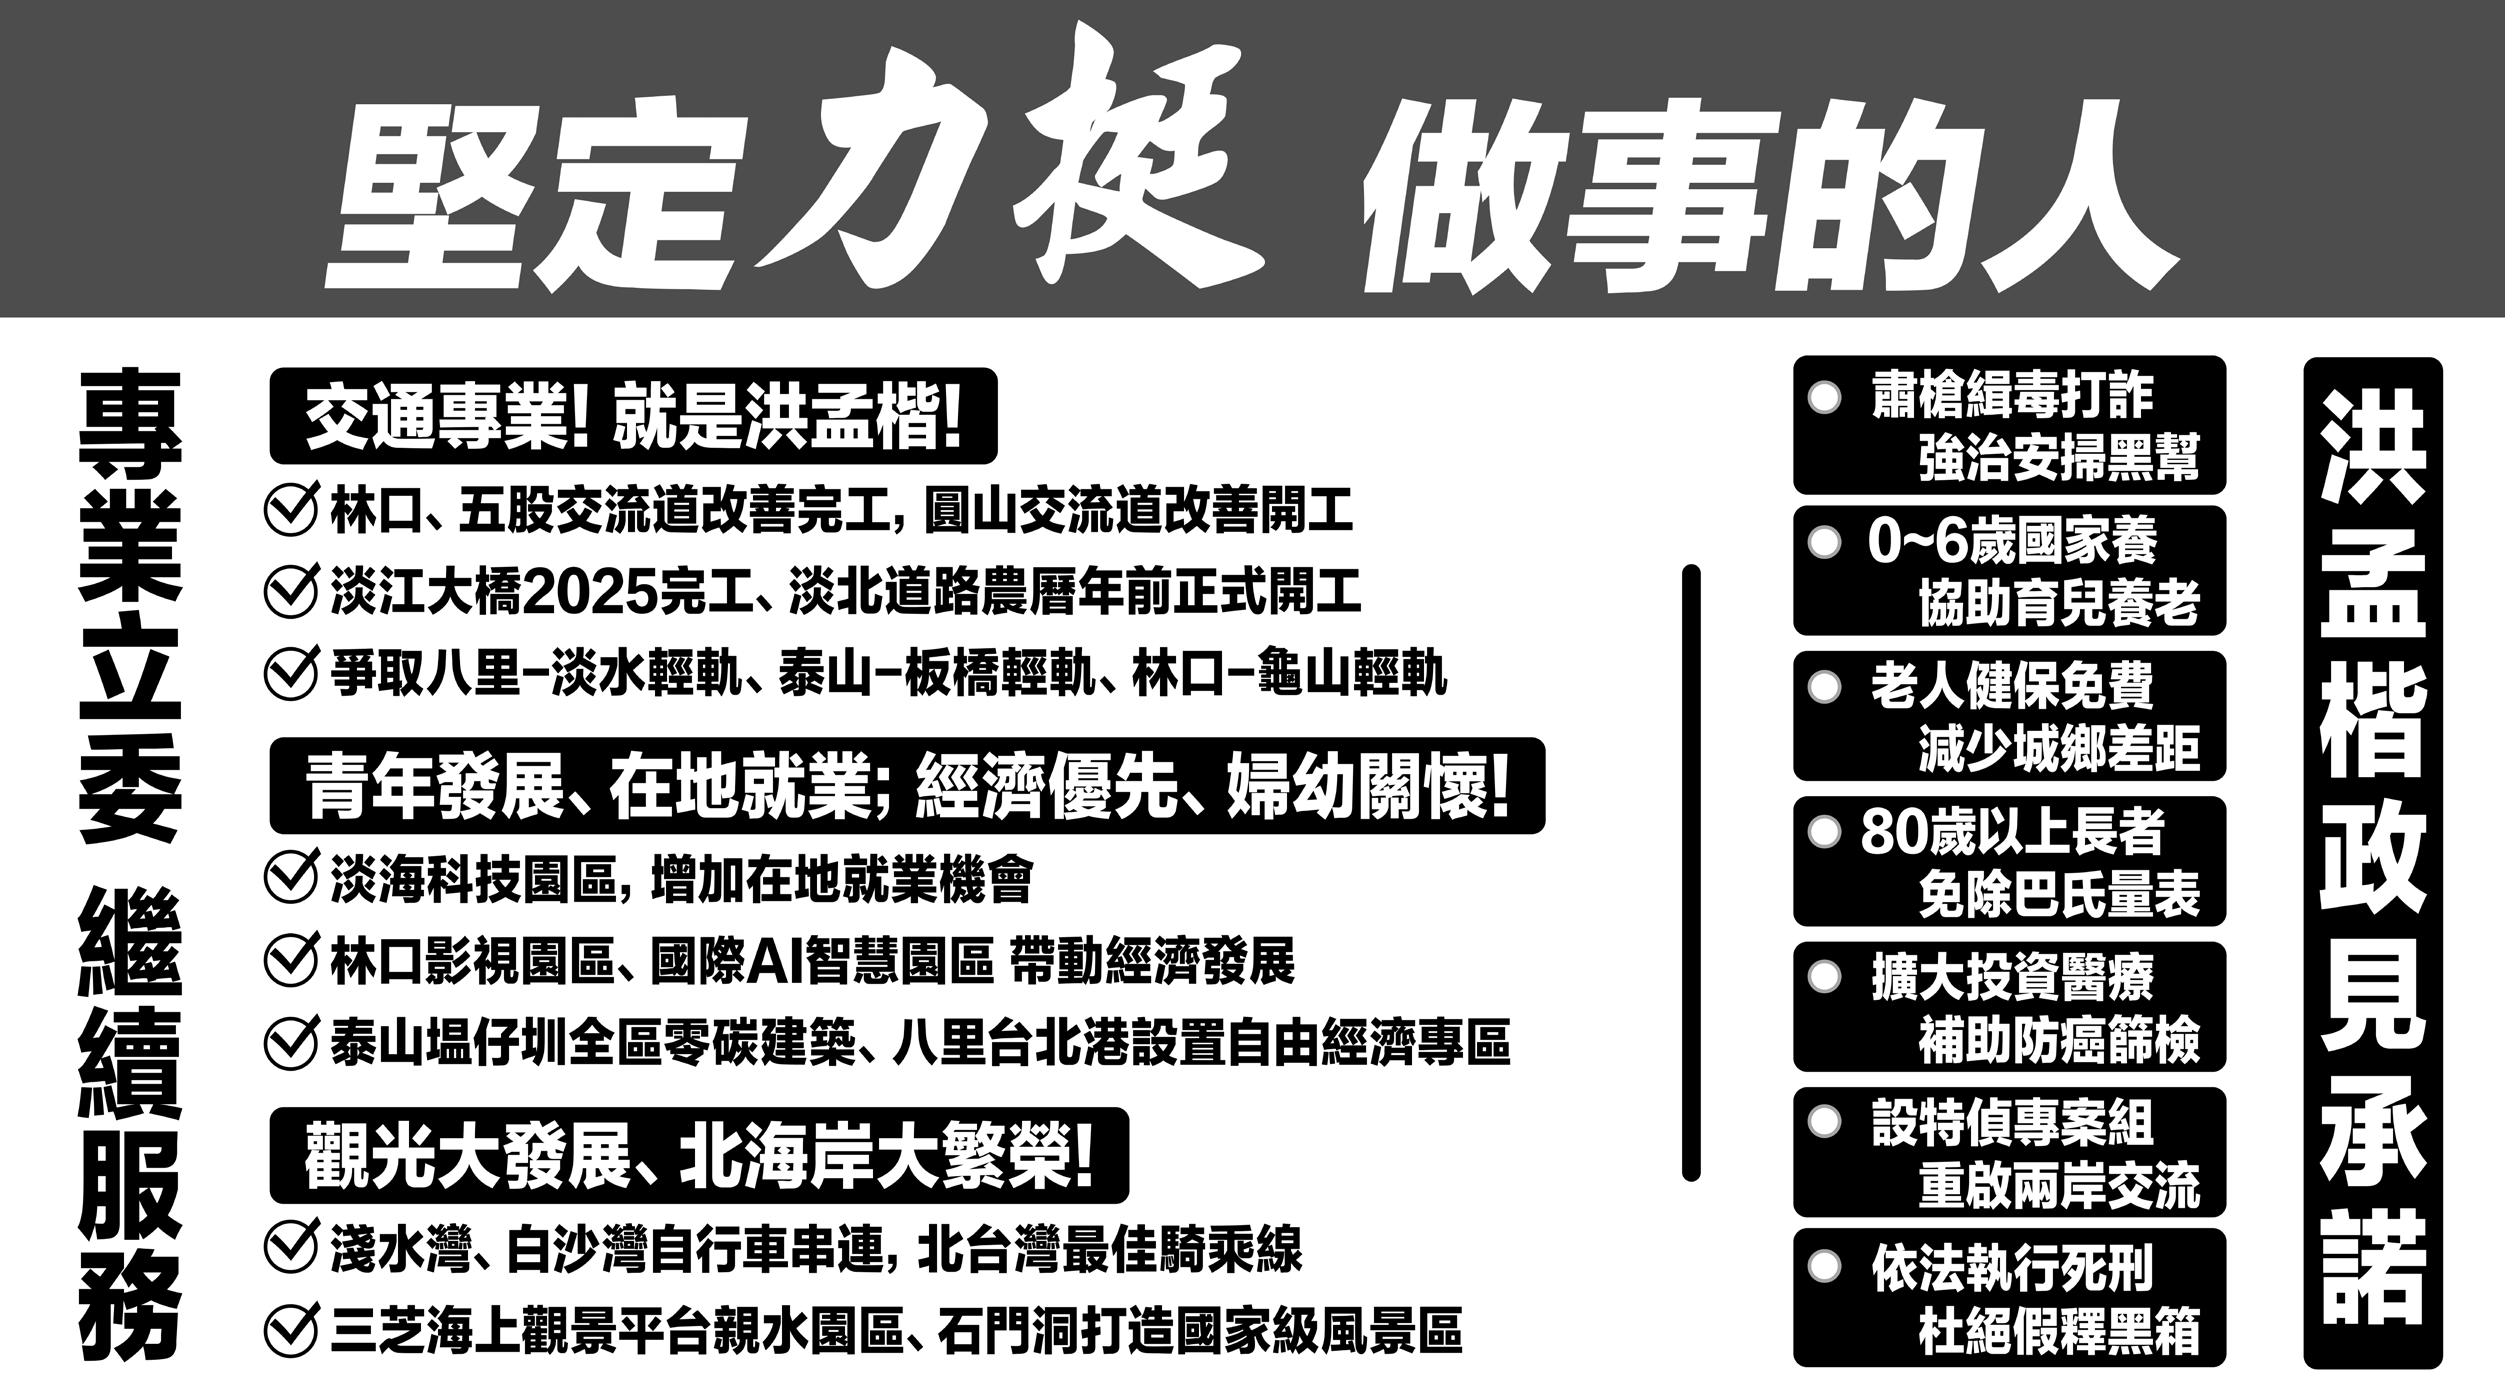 堅定力挺 做事的人
洪孟楷政見承諾
肅槍緝毒打詐
強治安掃黑幫
0~6歲國家養
協助育兒養老
老人健保免費
減少城鄉差距
80歲以上長者
免除巴氏量表
擴大投資醫療
補助防癌篩檢
設特偵專案組
重啟兩岸交流
依法執行死刑
杜絕假釋黑箱
交通專業!就是洪孟楷!
林口、五股交流道改善完工,圓山交流道改善開工
淡江大橋2025完工、淡北道路農曆年前正式開工
爭取八里-淡水輕軌、泰山-板橋輕軌、林口-龜山輕軌
青年發展、在地就業;經濟優先、婦幼關懷!
淡海科技園區,增加在地就業機會
林口影視園區、國際AI智慧園區 帶動經濟發展
泰山塭仔圳全區零碳建築、八里台北港設置自由經濟專區
觀光大發展、北海岸大繁榮!
淺水灣、白沙灣自行車串連,北台灣最佳騎乘線
三芝海上觀景平台親水園區、石門洞打造國家級風景區
專業立委 繼續服務